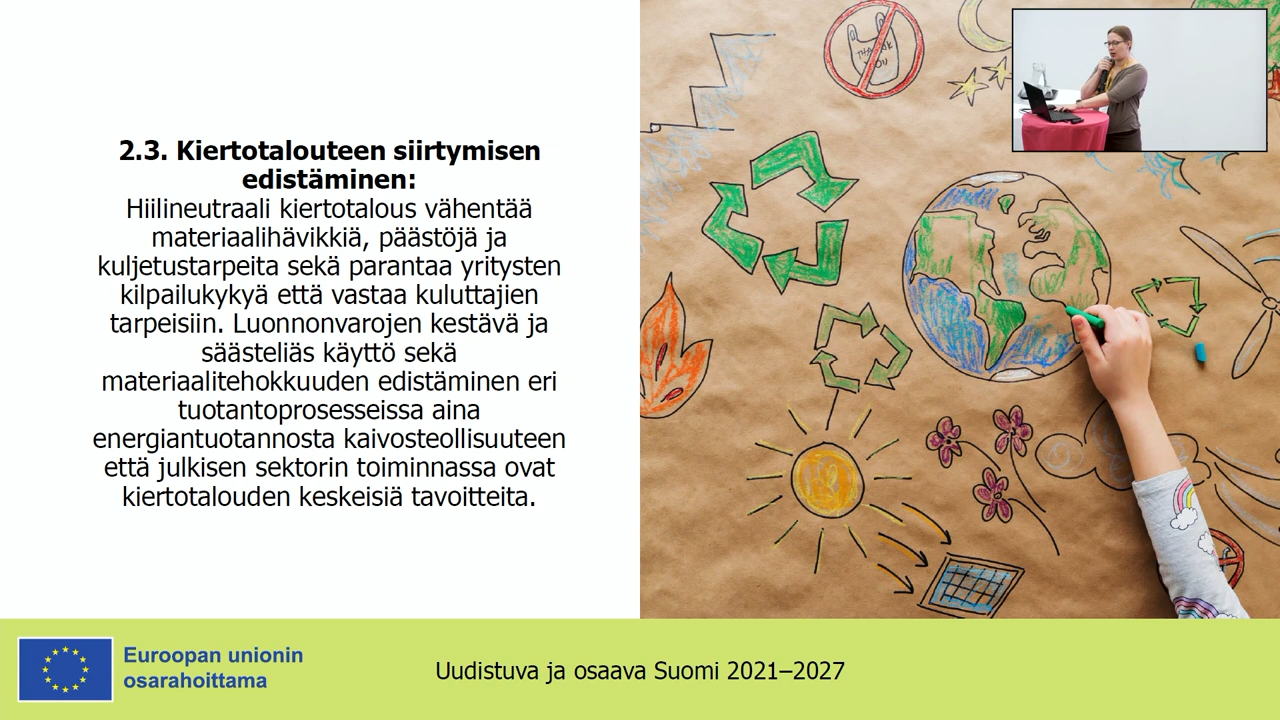 2.3. Kiertotalouteen siirtymisen
edistäminen:
Hiilineutraali kiertotalous vähentää
materiaalihävikkiä, päästöjä ja
kuljetustarpeita sekä parantaa yritysten
kilpailukykyä että vastaa kuluttajien
tarpeisiin. Luonnonvarojen kestävä ja
säästeliäs käyttö sekä
materiaalitehokkuuden edistäminen eri
tuotantoprosesseissa aina
energiantuotannosta kaivosteollisuuteen
että julkisen sektorin toiminnassa ovat
kiertotalouden keskeisiä tavoitteita.
THANK
YOU
Euroopan unionin
osarahoittama
Uudistuva ja osaava Suomi 2021–2027